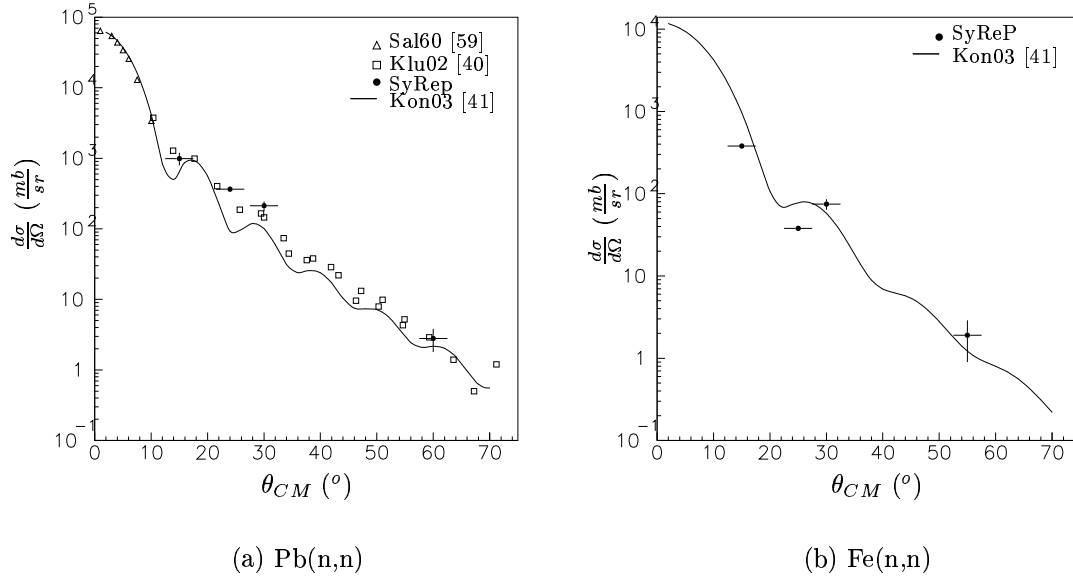 10^5
10^4
10^3
10^2
10
1
10^-1
0 10 20 30 40 50 60 70
dσ/dΩ (mb/sr)
θ_CM (°)
Sal60 [59]
Klu02 [40]
SyRep
Kon03 [41]
(a) Pb(n,n)
10^4
10^3
10^2
10
1
10^-1
0 10 20 30 40 50 60 70
dσ/dΩ (mb/sr)
θ_CM (°)
SyReP
Kon03 [41]
(b) Fe(n,n)